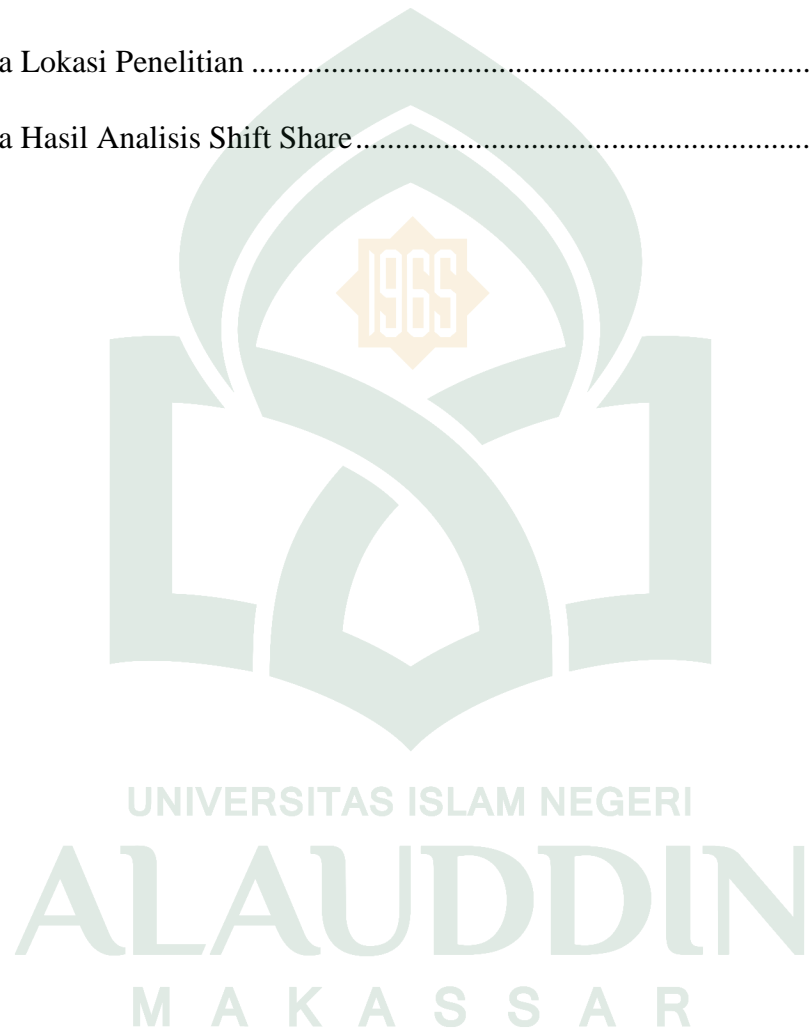 a Lokasi Penelitian ........................................................................
a Hasil Analisis Shift Share.........................................................
1965
UNIVERSITAS ISLAM NEGERI
ALAUDDIN
M A K A S S A R